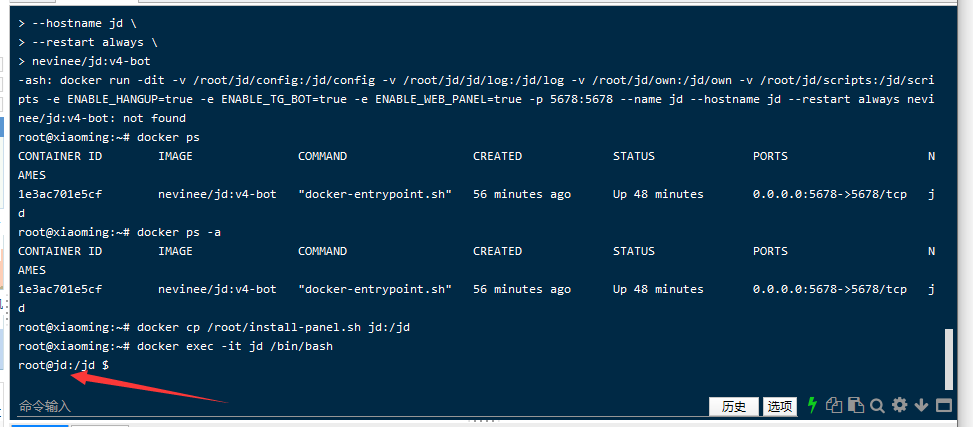 > --hostname jd \
> --restart always \
> nevinee/jd:v4-bot
-ash: docker run -dit -v /root/jd/config:/jd/config -v /root/jd/jd/log:/jd/log -v /root/jd/own:/jd/own -v /root/jd/scripts:/jd/scri
pts -e ENABLE_HANGUP=true -e ENABLE_TG_BOT=true -e ENABLE_WEB_PANEL=true -p 5678:5678 --name jd --hostname jd --restart always nevi
nee/jd:v4-bot: not found
root@xiaoming:~# docker ps
CONTAINER ID IMAGE COMMAND CREATED STATUS PORTS N
AMES
1e3ac701e5cf nevinee/jd:v4-bot "docker-entrypoint.sh" 56 minutes ago Up 48 minutes 0.0.0.0:5678->5678/tcp j
d
root@xiaoming:~# docker ps -a
CONTAINER ID IMAGE COMMAND CREATED STATUS PORTS N
AMES
1e3ac701e5cf nevinee/jd:v4-bot "docker-entrypoint.sh" 56 minutes ago Up 48 minutes 0.0.0.0:5678->5678/tcp j
d
root@xiaoming:~# docker cp /root/install-panel.sh jd:/jd
root@xiaoming:~# docker exec -it jd /bin/bash
root@jd:/jd $
命令输入 历史 选项